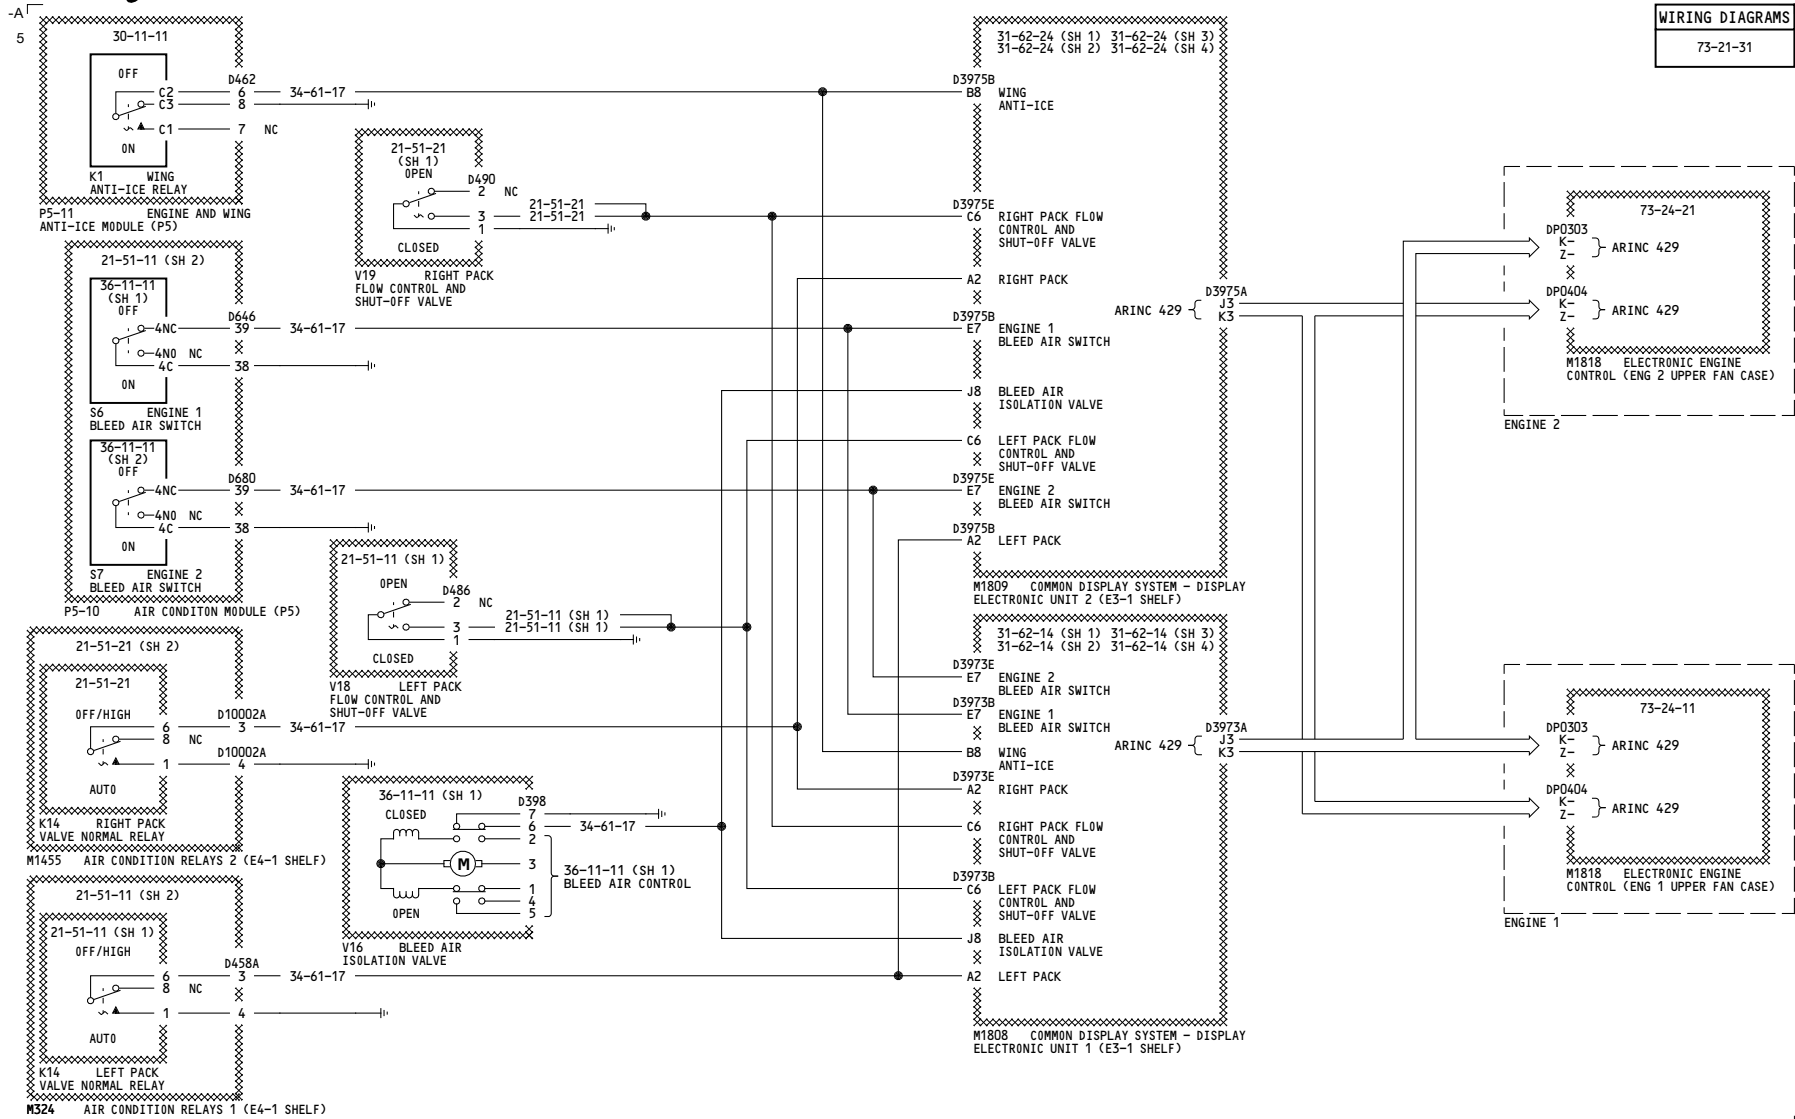 -A
5
WIRING DIAGRAMS
73-21-31
30-11-11
OFF
C2
C3
C1
ON
K1 WING
ANTI-ICE RELAY
D462
6 34-61-17
8
7 NC
P5-11 ENGINE AND WING
ANTI-ICE MODULE (P5)
21-51-21
(SH 1)
OPEN
D490
2 NC
21-51-21
3 21-51-21
1
CLOSED
V19 RIGHT PACK
FLOW CONTROL AND
SHUT-OFF VALVE
21-51-11 (SH 2)
36-11-11
(SH 1)
OFF
4NC
D646
39 34-61-17
4NO NC
4C 38
ON
S6 ENGINE 1
BLEED AIR SWITCH
36-11-11
(SH 2)
OFF
4NC
D680
39 34-61-17
4NO NC
4C 38
ON
S7 ENGINE 2
BLEED AIR SWITCH
P5-10 AIR CONDITON MODULE (P5)
21-51-11 (SH 1)
OPEN
D486
2 NC
21-51-11 (SH 1)
3 21-51-11 (SH 1)
1
CLOSED
V18 LEFT PACK
FLOW CONTROL AND
SHUT-OFF VALVE
21-51-21 (SH 2)
21-51-21
OFF/HIGH
6
D10002A
3 34-61-17
8 NC
D10002A
1 4
AUTO
K14 RIGHT PACK
VALVE NORMAL RELAY
M1455 AIR CONDITION RELAYS 2 (E4-1 SHELF)
36-11-11 (SH 1)
CLOSED
D398
7
6 34-61-17
2
M
3
1
4
5
OPEN
36-11-11 (SH 1)
BLEED AIR CONTROL
V16 BLEED AIR
ISOLATION VALVE
21-51-11 (SH 2)
21-51-11 (SH 1)
OFF/HIGH
6
D458A
3 34-61-17
8 NC
1 4
AUTO
K14 LEFT PACK
VALVE NORMAL RELAY
M324 AIR CONDITION RELAYS 1 (E4-1 SHELF)
31-62-24 (SH 1) 31-62-24 (SH 3)
31-62-24 (SH 2) 31-62-24 (SH 4)
D3975B
B8 WING
ANTI-ICE
D3975E
C6 RIGHT PACK FLOW
CONTROL AND
SHUT-OFF VALVE
A2 RIGHT PACK
D3975B
E7 ENGINE 1
BLEED AIR SWITCH
J8 BLEED AIR
ISOLATION VALVE
C6 LEFT PACK FLOW
CONTROL AND
SHUT-OFF VALVE
D3975E
E7 ENGINE 2
BLEED AIR SWITCH
D3975B
A2 LEFT PACK
D3975A
ARINC 429
J3
K3
M1809 COMMON DISPLAY SYSTEM - DISPLAY
ELECTRONIC UNIT 2 (E3-1 SHELF)
31-62-14 (SH 1) 31-62-14 (SH 3)
31-62-14 (SH 2) 31-62-14 (SH 4)
D3973E
E7 ENGINE 2
BLEED AIR SWITCH
D3973B
E7 ENGINE 1
BLEED AIR SWITCH
B8 WING
ANTI-ICE
D3973E
A2 RIGHT PACK
C6 RIGHT PACK FLOW
CONTROL AND
SHUT-OFF VALVE
D3973B
C6 LEFT PACK FLOW
CONTROL AND
SHUT-OFF VALVE
J8 BLEED AIR
ISOLATION VALVE
A2 LEFT PACK
D3973A
ARINC 429
J3
K3
M1808 COMMON DISPLAY SYSTEM - DISPLAY
ELECTRONIC UNIT 1 (E3-1 SHELF)
73-24-21
DP0303
K-
Z-
ARINC 429
DP0404
K-
Z-
ARINC 429
M1818 ELECTRONIC ENGINE
CONTROL (ENG 2 UPPER FAN CASE)
ENGINE 2
73-24-11
DP0303
K-
Z-
ARINC 429
DP0404
K-
Z-
ARINC 429
M1818 ELECTRONIC ENGINE
CONTROL (ENG 1 UPPER FAN CASE)
ENGINE 1